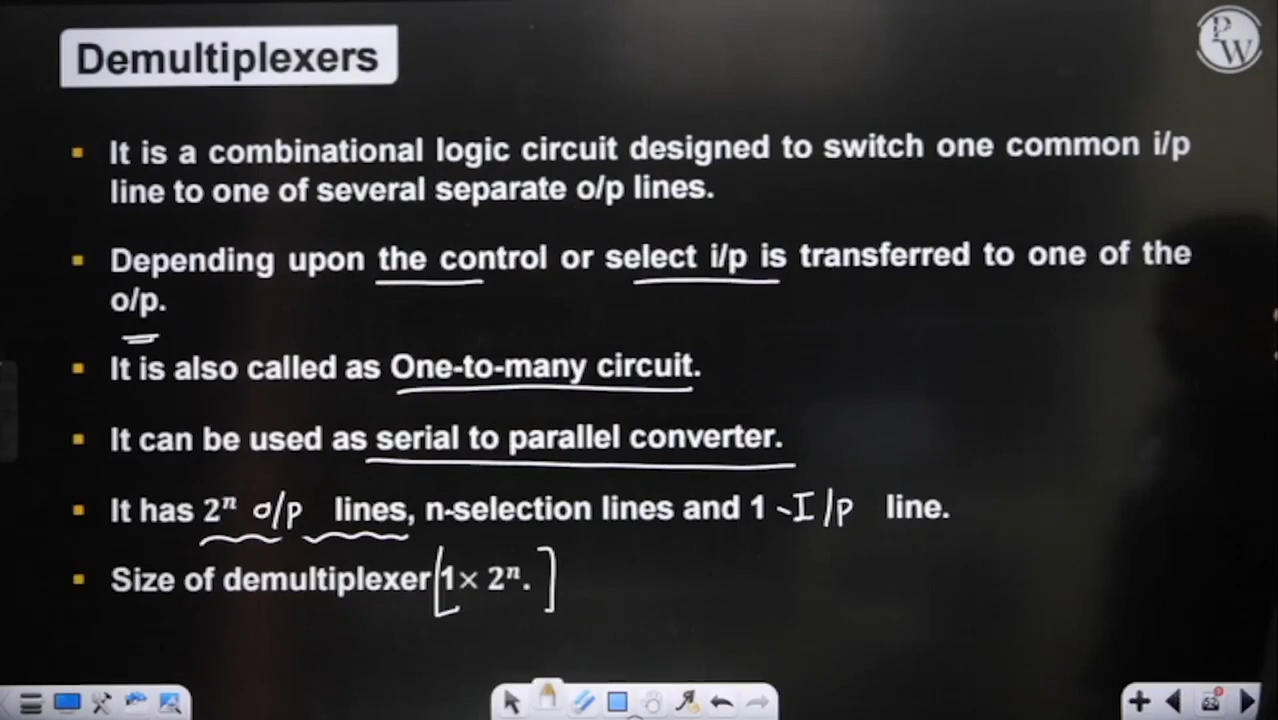 Demultiplexers
PW
It is a combinational logic circuit designed to switch one common i/p
line to one of several separate o/p lines.
Depending upon the control or select i/p is transferred to one of the
o/p.
It is also called as One-to-many circuit.
It can be used as serial to parallel converter.
It has 2ⁿ o/p lines, n-selection lines and 1 - I/p line.
Size of demultiplexer [1× 2ⁿ.]